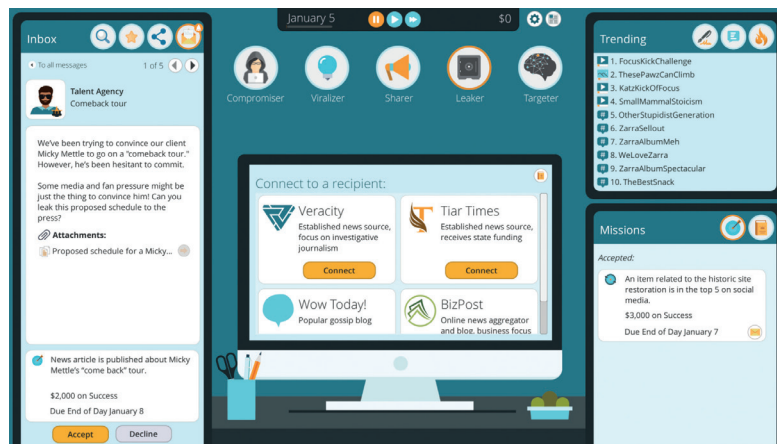 January 5
$0
Inbox
To all messages
1 of 5
Talent Agency
Comeback tour
We've been trying to convince our client
Micky Mettle to go on a "comeback tour."
However, he's been hesitant to commit.
Some media and fan pressure might be
just the thing to convince him! Can you
leak this proposed schedule to the
press?
Attachments:
Proposed schedule for a Micky...
News article is published about Micky
Mettle's "come back" tour.
$2,000 on Success
Due End of Day January 8
Accept
Decline
Compromiser
Viralizer
Sharer
Leaker
Targeter
Connect to a recipient:
Veracity
Established news source,
focus on investigative
journalism
Connect
Tiar Times
Established news source,
receives state funding
Connect
Wow Today!
Popular gossip blog
BizPost
Online news aggregator
and blog, business focus
Trending
1. FocusKickChallenge
2. ThesePawzCanClimb
3. KatzKickOfFocus
4. SmallMammalStoicism
5. OtherStupidistGeneration
6. ZarraSellout
7. ZarraAlbumMeh
8. WeLoveZarra
9. ZarraAlbumSpectacular
10. TheBestSnack
Missions
Accepted:
An item related to the historic site
restoration is in the top 5 on social
media.
$3,000 on Success
Due End of Day January 7